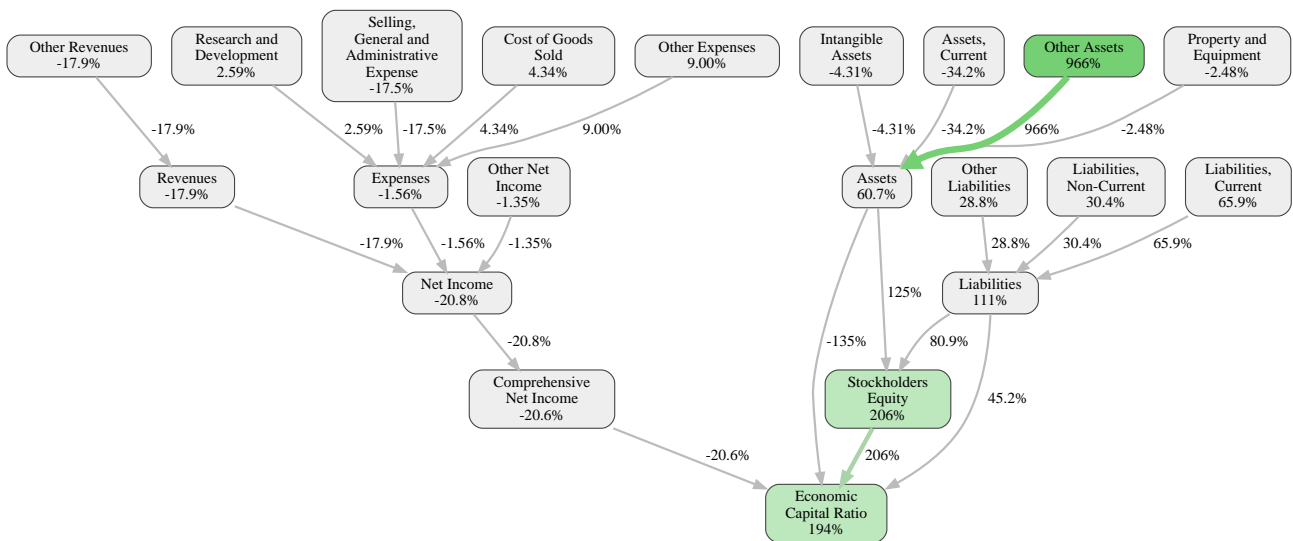 Other Revenues
-17.9%
Research and
Development
2.59%
Selling,
General and
Administrative
Expense
-17.5%
Cost of Goods
Sold
4.34%
Other Expenses
9.00%
Intangible
Assets
-4.31%
Assets,
Current
-34.2%
Other Assets
966%
Property and
Equipment
-2.48%
-17.9%
2.59%
-17.5%
4.34%
9.00%
-4.31%
-34.2%
966%
-2.48%
Revenues
-17.9%
Expenses
-1.56%
Other Net
Income
-1.35%
Assets
60.7%
Other
Liabilities
28.8%
Liabilities,
Non-Current
30.4%
Liabilities,
Current
65.9%
-17.9%
-1.56%
-1.35%
28.8%
30.4%
65.9%
Net Income
-20.8%
125%
Liabilities
111%
-20.8%
-135%
80.9%
Comprehensive
Net Income
-20.6%
Stockholders
Equity
206%
45.2%
-20.6%
206%
Economic
Capital Ratio
194%